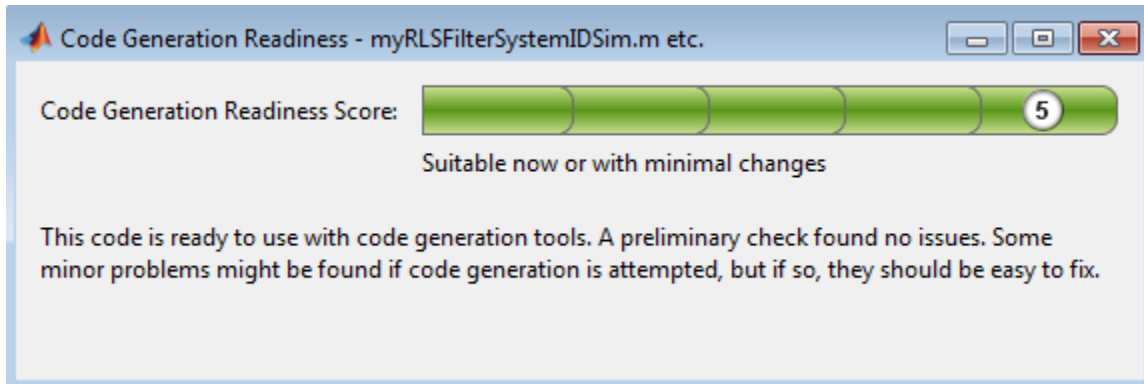 Code Generation Readiness - myRLSFilterSystemIDSim.m etc.
Code Generation Readiness Score:
5
Suitable now or with minimal changes
This code is ready to use with code generation tools. A preliminary check found no issues. Some
minor problems might be found if code generation is attempted, but if so, they should be easy to fix.